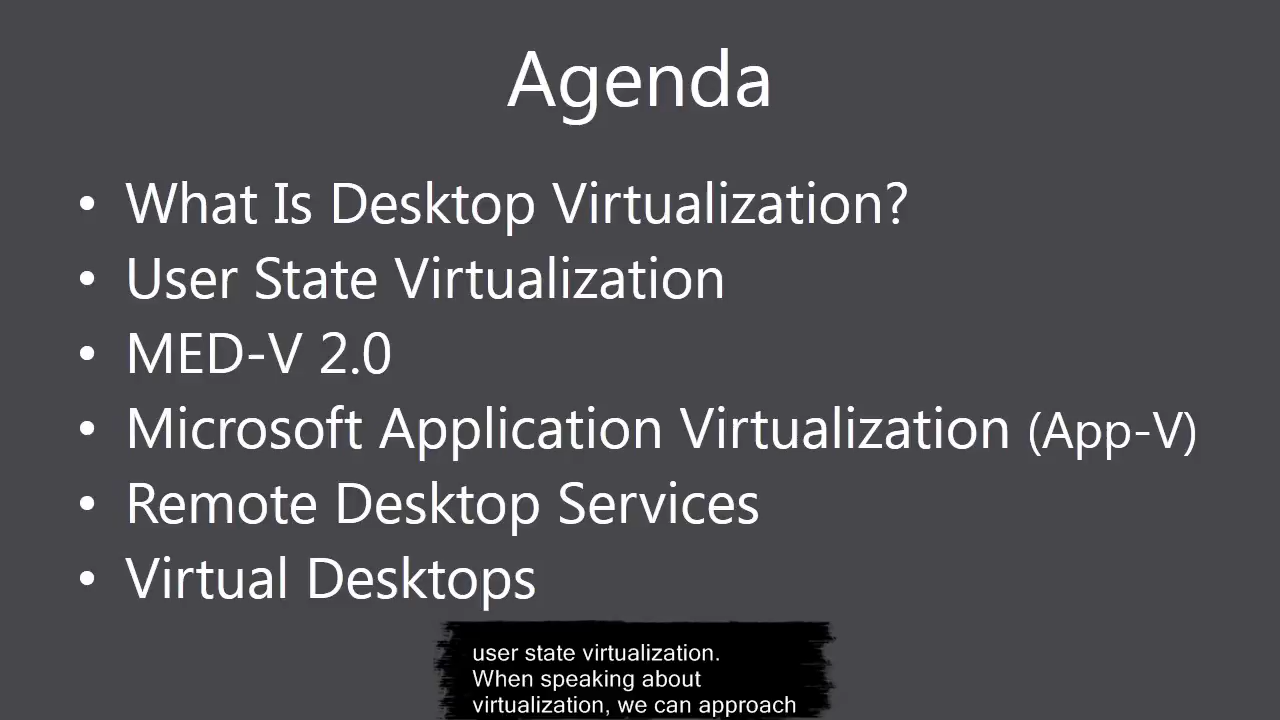 Agenda
• What Is Desktop Virtualization?
• User State Virtualization
• MED-V 2.0
• Microsoft Application Virtualization (App-V)
• Remote Desktop Services
• Virtual Desktops
user state virtualization.
When speaking about
virtualization, we can approach